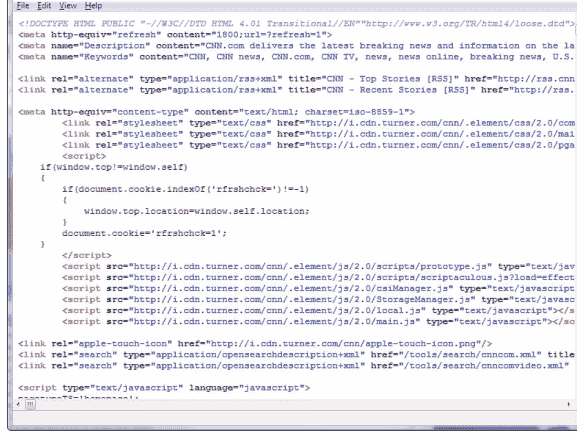 File Edit View Help
<!DOCTYPE HTML PUBLIC "-//W3C//DTD HTML 4.01 Transitional//EN""http://www.w3.org/TR/html4/loose.dtd">
<meta http-equiv="refresh" content="1800;url=?refresh=1">
<meta name="Description" content="CNN.com delivers the latest breaking news and information on the la
<meta name="Keywords" content="CNN, CNN news, CNN.com, CNN TV, news, news online, breaking news, U.S.
<link rel="alternate" type="application/rss+xml" title="CNN - Top Stories [RSS]" href="http://rss.cnn
<link rel="alternate" type="application/rss+xml" title="CNN - Recent Stories [RSS]" href="http://rss.
<meta http-equiv="content-type" content="text/html; charset=iso-8859-1">
<link rel="stylesheet" type="text/css" href="http://i.cdn.turner.com/cnn/.element/css/2.0/com
<link rel="stylesheet" type="text/css" href="http://i.cdn.turner.com/cnn/.element/css/2.0/mai
<link rel="stylesheet" type="text/css" href="http://i.cdn.turner.com/cnn/.element/css/2.0/pga
<script>
if(window.top!=window.self)
{
if(document.cookie.indexOf('rfrshchck=')!=-1)
{
window.top.location=window.self.location;
}
document.cookie='rfrshchck=1';
}
</script>
<script src="http://i.cdn.turner.com/cnn/.element/js/2.0/scripts/prototype.js" type="text/jav
<script src="http://i.cdn.turner.com/cnn/.element/js/2.0/scripts/scriptaculous.js?load=effect
<script src="http://i.cdn.turner.com/cnn/.element/js/2.0/csiManager.js" type="text/javascript
<script src="http://i.cdn.turner.com/cnn/.element/js/2.0/StorageManager.js" type="text/javasc
<script src="http://i.cdn.turner.com/cnn/.element/js/2.0/local.js" type="text/javascript"></s
<script src="http://i.cdn.turner.com/cnn/.element/js/2.0/main.js" type="text/javascript"></sc
<link rel="apple-touch-icon" href="http://i.cdn.turner.com/cnn/apple-touch-icon.png"/>
<link rel="search" type="application/opensearchdescription+xml" href="/tools/search/cnncom.xml" title
<link rel="search" type="application/opensearchdescription+xml" href="/tools/search/cnncomvideo.xml"
<script type="text/javascript" language="javascript">